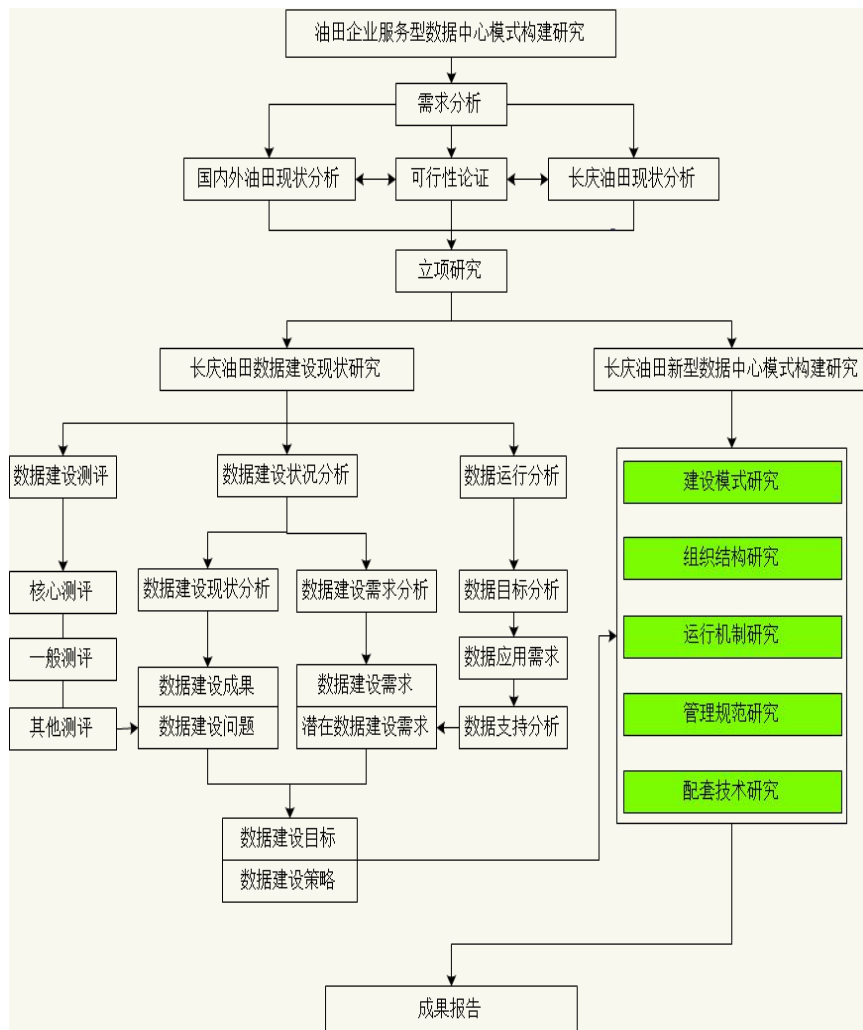 油田企业服务型数据中心模式构建研究
需求分析
国内外油田现状分析
可行性论证
长庆油田现状分析
立项研究
长庆油田数据建设现状研究
长庆油田新型数据中心模式构建研究
数据建设测评
数据建设状况分析
数据运行分析
建设模式研究
组织结构研究
核心测评
数据建设现状分析
数据建设需求分析
数据目标分析
运行机制研究
一般测评
数据应用需求
数据建设成果
数据建设需求
管理规范研究
其他测评
数据建设问题
潜在数据建设需求
数据支持分析
配套技术研究
数据建设目标
数据建设策略
成果报告